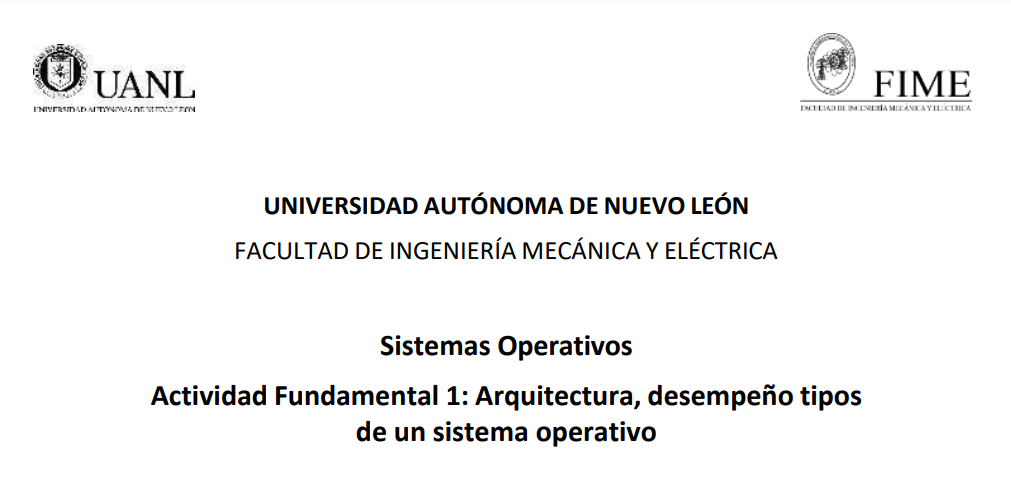 UANL
UNIVERSIDAD AUTÓNOMA DE NUEVO LEÓN
FIME
FACULTAD DE INGENIERÍA MECÁNICA Y ELÉCTRICA
UNIVERSIDAD AUTÓNOMA DE NUEVO LEÓN
FACULTAD DE INGENIERÍA MECÁNICA Y ELÉCTRICA
Sistemas Operativos
Actividad Fundamental 1: Arquitectura, desempeño tipos
de un sistema operativo